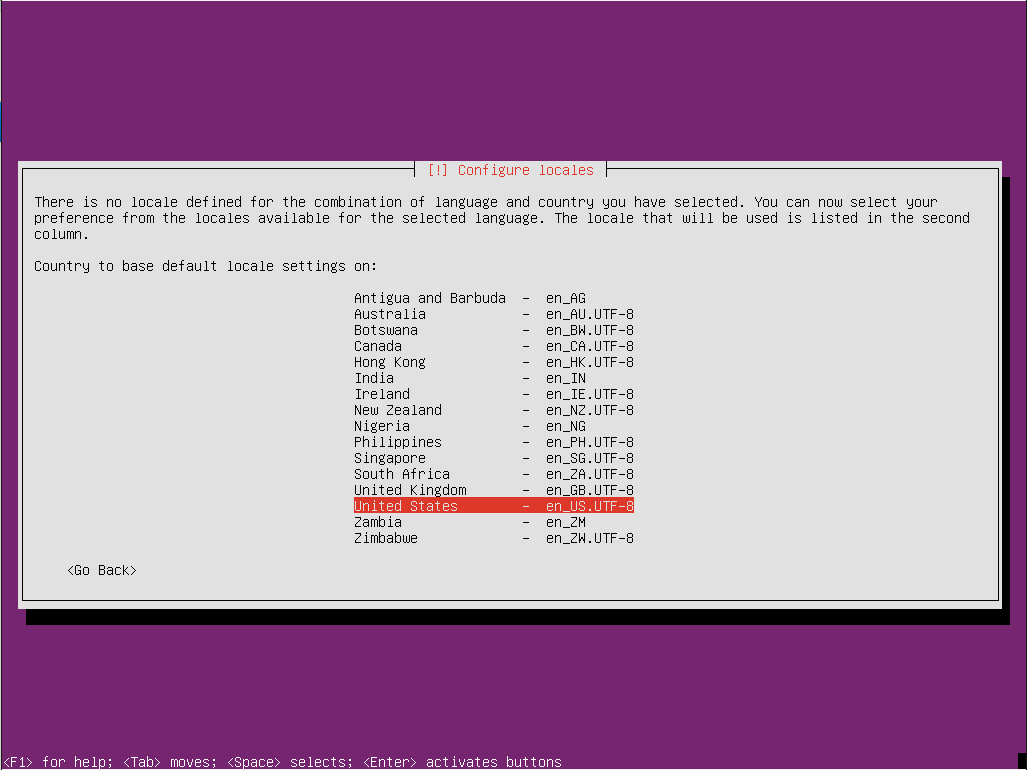 [!] Configure locales
There is no locale defined for the combination of language and country you have selected. You can now select your
preference from the locales available for the selected language. The locale that will be used is listed in the second
column.
Country to base default locale settings on:
Antigua and Barbuda - en_AG
Australia - en_AU.UTF-8
Botswana - en_BW.UTF-8
Canada - en_CA.UTF-8
Hong Kong - en_HK.UTF-8
India - en_IN
Ireland - en_IE.UTF-8
New Zealand - en_NZ.UTF-8
Nigeria - en_NG
Philippines - en_PH.UTF-8
Singapore - en_SG.UTF-8
South Africa - en_ZA.UTF-8
United Kingdom - en_GB.UTF-8
United States - en_US.UTF-8
Zambia - en_ZM
Zimbabwe - en_ZW.UTF-8
<Go Back>
<F1> for help; <Tab> moves; <Space> selects; <Enter> activates buttons